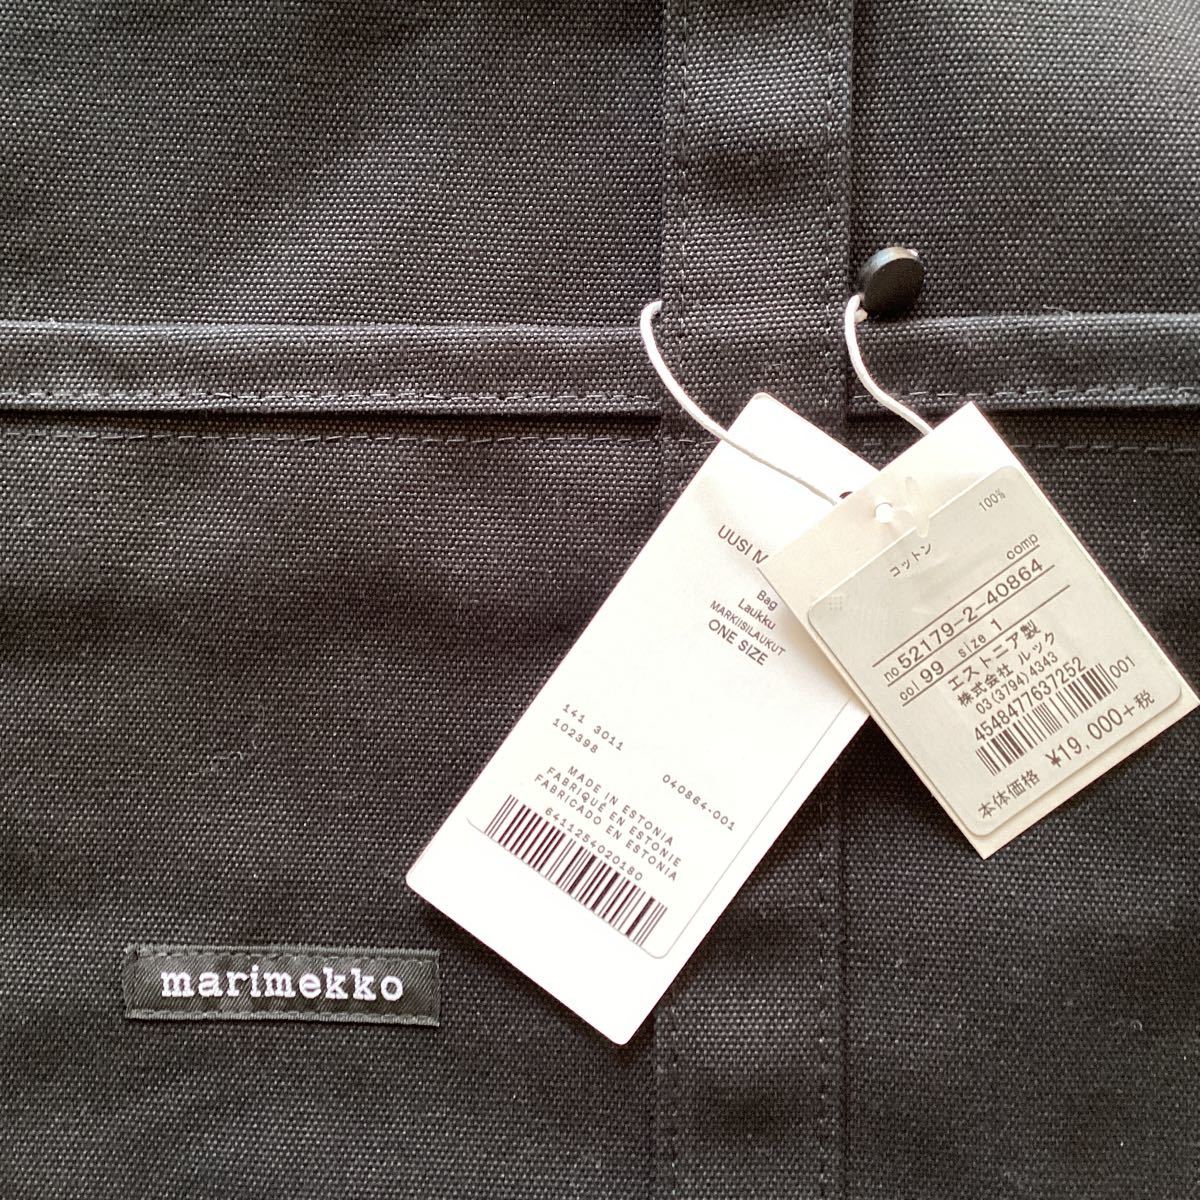 UUSI M
Bag
Laukku
MARKIISILAUKUT
ONE SIZE
141 3011
102398
040864-001
MADE IN ESTONIA
FABRIQUÉ EN ESTONIE
FABRICADO EN ESTONIA
6411254020180
コットン 100%
comp
no 52179-2-40864
col 99 size 1
エストニア製
株式会社 ルック
03(3794)4343
4548477637252
001
本体価格 ¥19,000+税
marimekko